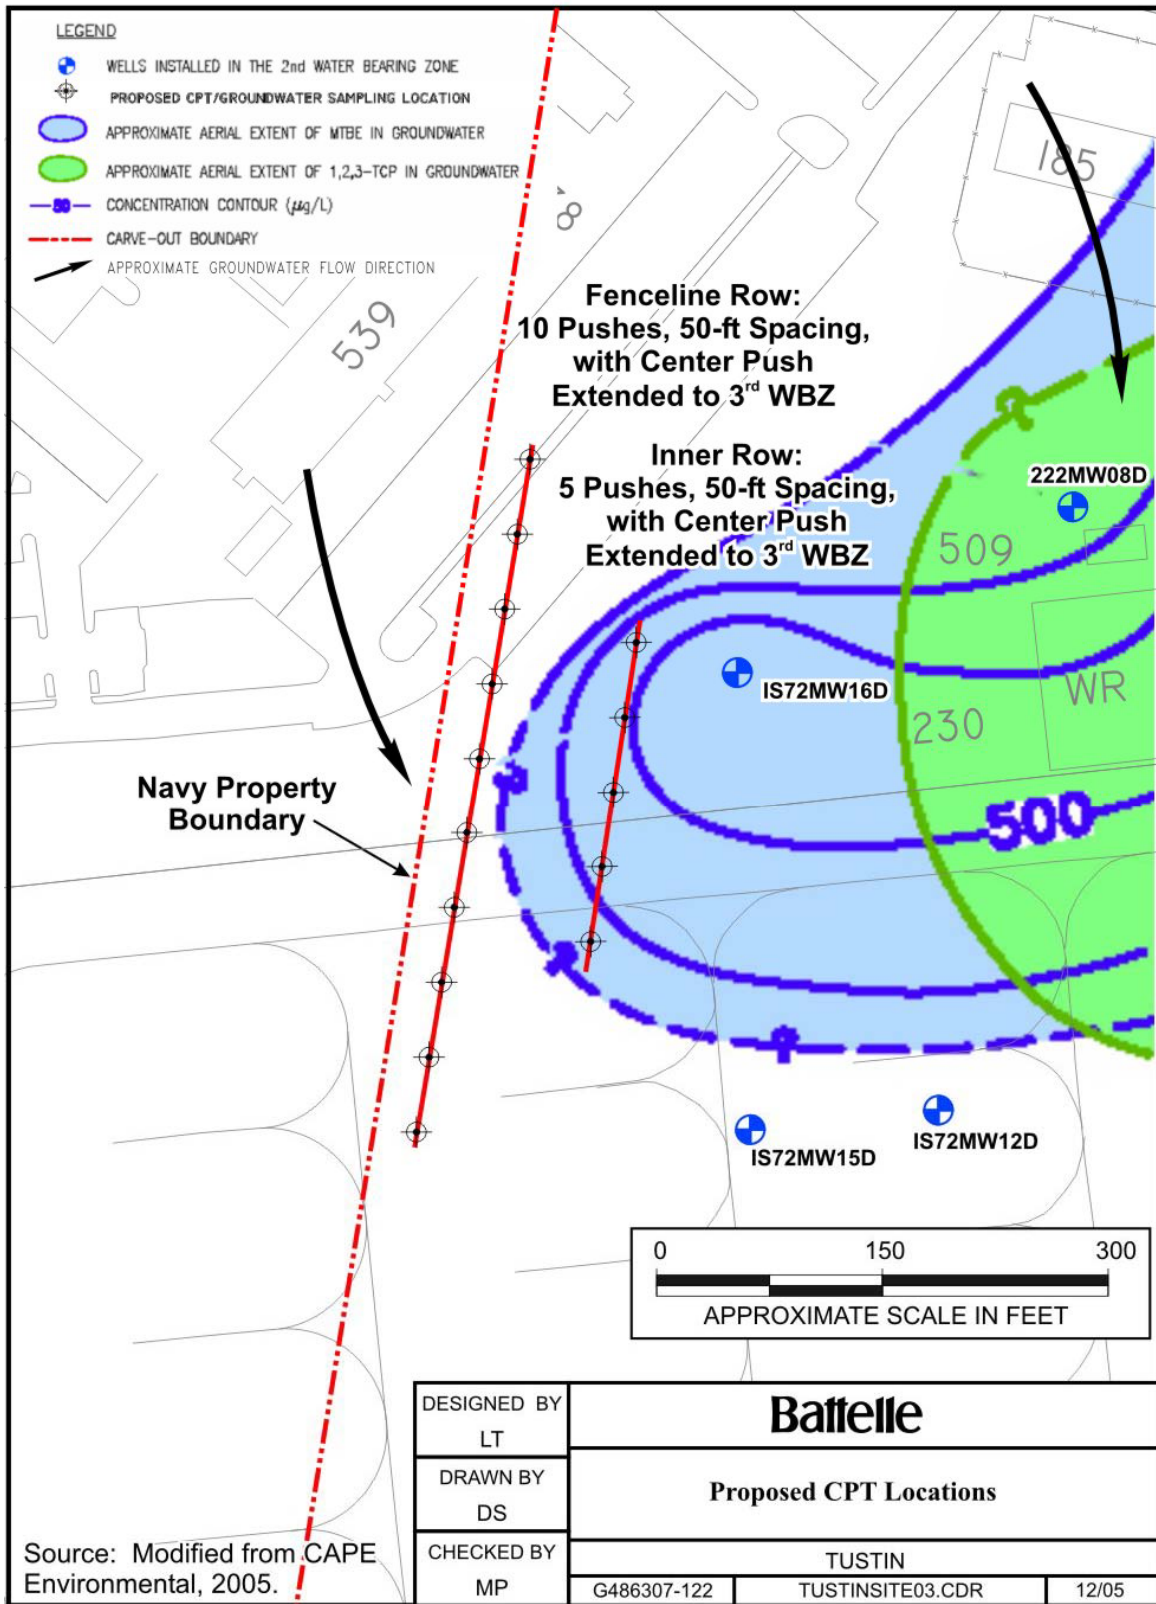 LEGEND
WELLS INSTALLED IN THE 2nd WATER BEARING ZONE
PROPOSED CPT/GROUNDWATER SAMPLING LOCATION
APPROXIMATE AERIAL EXTENT OF MTBE IN GROUNDWATER
APPROXIMATE AERIAL EXTENT OF 1,2,3-TCP IN GROUNDWATER
50 CONCENTRATION CONTOUR (µg/L)
CARVE-OUT BOUNDARY
APPROXIMATE GROUNDWATER FLOW DIRECTION
185
8
539
Fenceline Row:
10 Pushes, 50-ft Spacing,
with Center Push
Extended to 3rd WBZ
?
Inner Row:
5 Pushes, 50-ft Spacing,
with Center Push
Extended to 3rd WBZ
222MW08D
509
IS72MW16D
WR
230
?
Navy Property
Boundary
500
?
?
IS72MW15D
IS72MW12D
0 150 300
APPROXIMATE SCALE IN FEET
DESIGNED BY
LT
Battelle
DRAWN BY
DS
Proposed CPT Locations
CHECKED BY
MP
TUSTIN
G486307-122 TUSTINSITE03.CDR 12/05
Source: Modified from CAPE
Environmental, 2005.